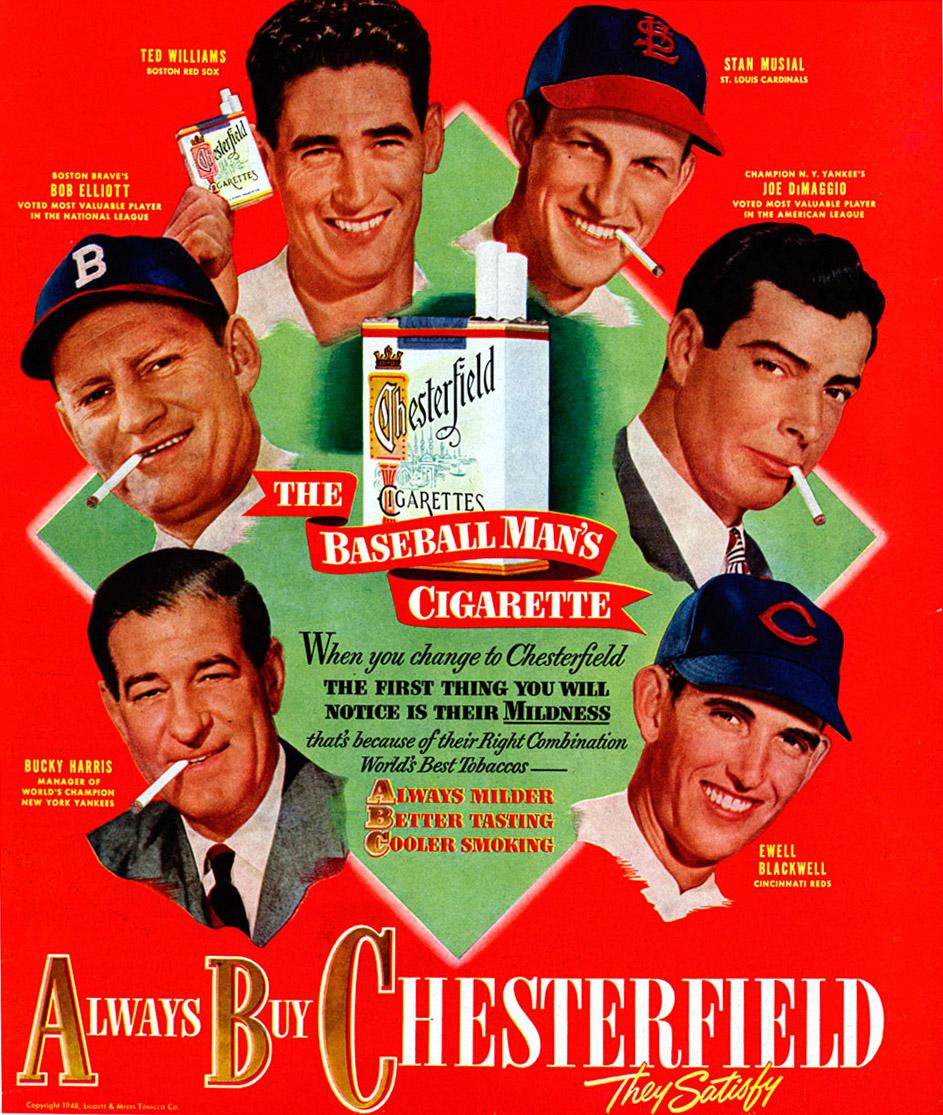 TED WILLIAMS
BOSTON RED SOX
STAN MUSIAL
ST. LOUIS CARDINALS
Chesterfield
CIGARETTES
BOSTON BRAVE'S
BOB ELLIOTT
VOTED MOST VALUABLE PLAYER
IN THE NATIONAL LEAGUE
CHAMPION N. Y. YANKEE'S
JOE DiMAGGIO
VOTED MOST VALUABLE PLAYER
IN THE AMERICAN LEAGUE
STL
B
Chesterfield
CIGARETTES
THE
BASEBALL MAN'S
CIGARETTE
C
When you change to Chesterfield
THE FIRST THING YOU WILL
NOTICE IS THEIR MILDNESS
that's because of their Right Combination
World's Best Tobaccos —
ALWAYS MILDER
BETTER TASTING
COOLER SMOKING
BUCKY HARRIS
MANAGER OF
WORLD'S CHAMPION
NEW YORK YANKEES
EWELL
BLACKWELL
CINCINNATI REDS
ALWAYS BUY CHESTERFIELD
They Satisfy
Copyright 1948, LIGGETT & MYERS TOBACCO CO.